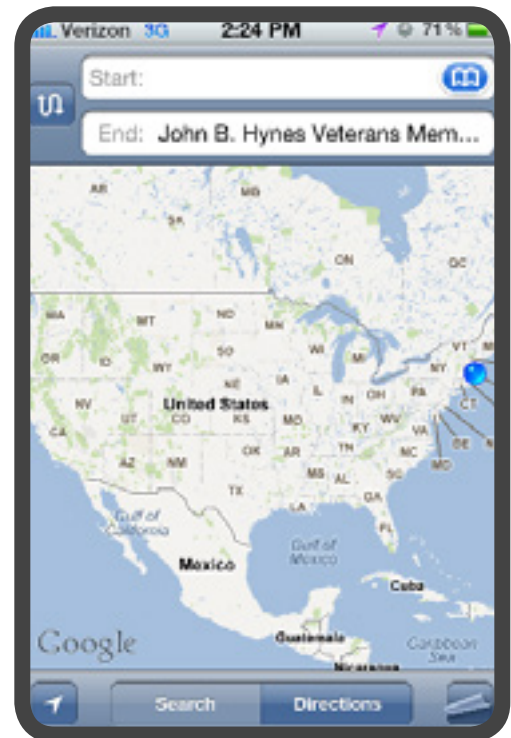 Verizon 3G 2:24 PM 71%
Start:
End: John B. Hynes Veterans Mem...
AB MB
SA
ON QC
WA MT ND MN
OR ID WY SD WI MI VT NY
NV UT CO NE IA IL IN OH PA CT
United States
CA KS MO KY WV VA DE
AZ NM OK AR TN NC MD
TX MS AL SC
LA GA
FL
Gulf of California
Gulf of Mexico
Mexico
Cuba
Guatemala
Caribbean Sea
Nicaragua
Google
Search Directions